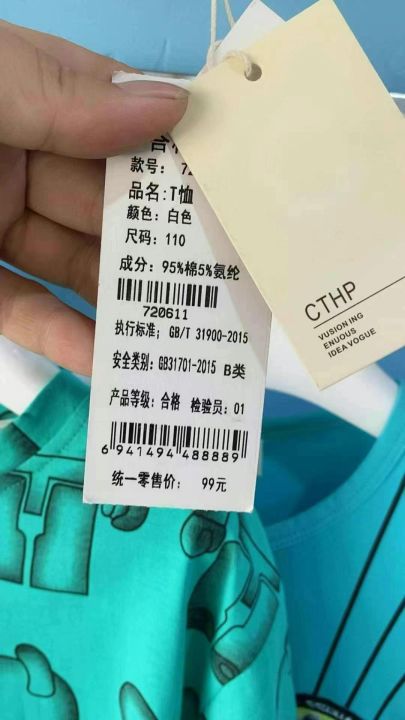 款号: 72
品名:T恤
颜色: 白色
尺码: 110
成分: 95%棉5%氨纶
720611
执行标准; GB/T 31900-2015
安全类别: GB31701-2015 B类
产品等级: 合格 检验员: 01
6 941494 488889
统一零售价: 99元
CTHP
VUSION ING
ENUOUS
IDEA VOGUE